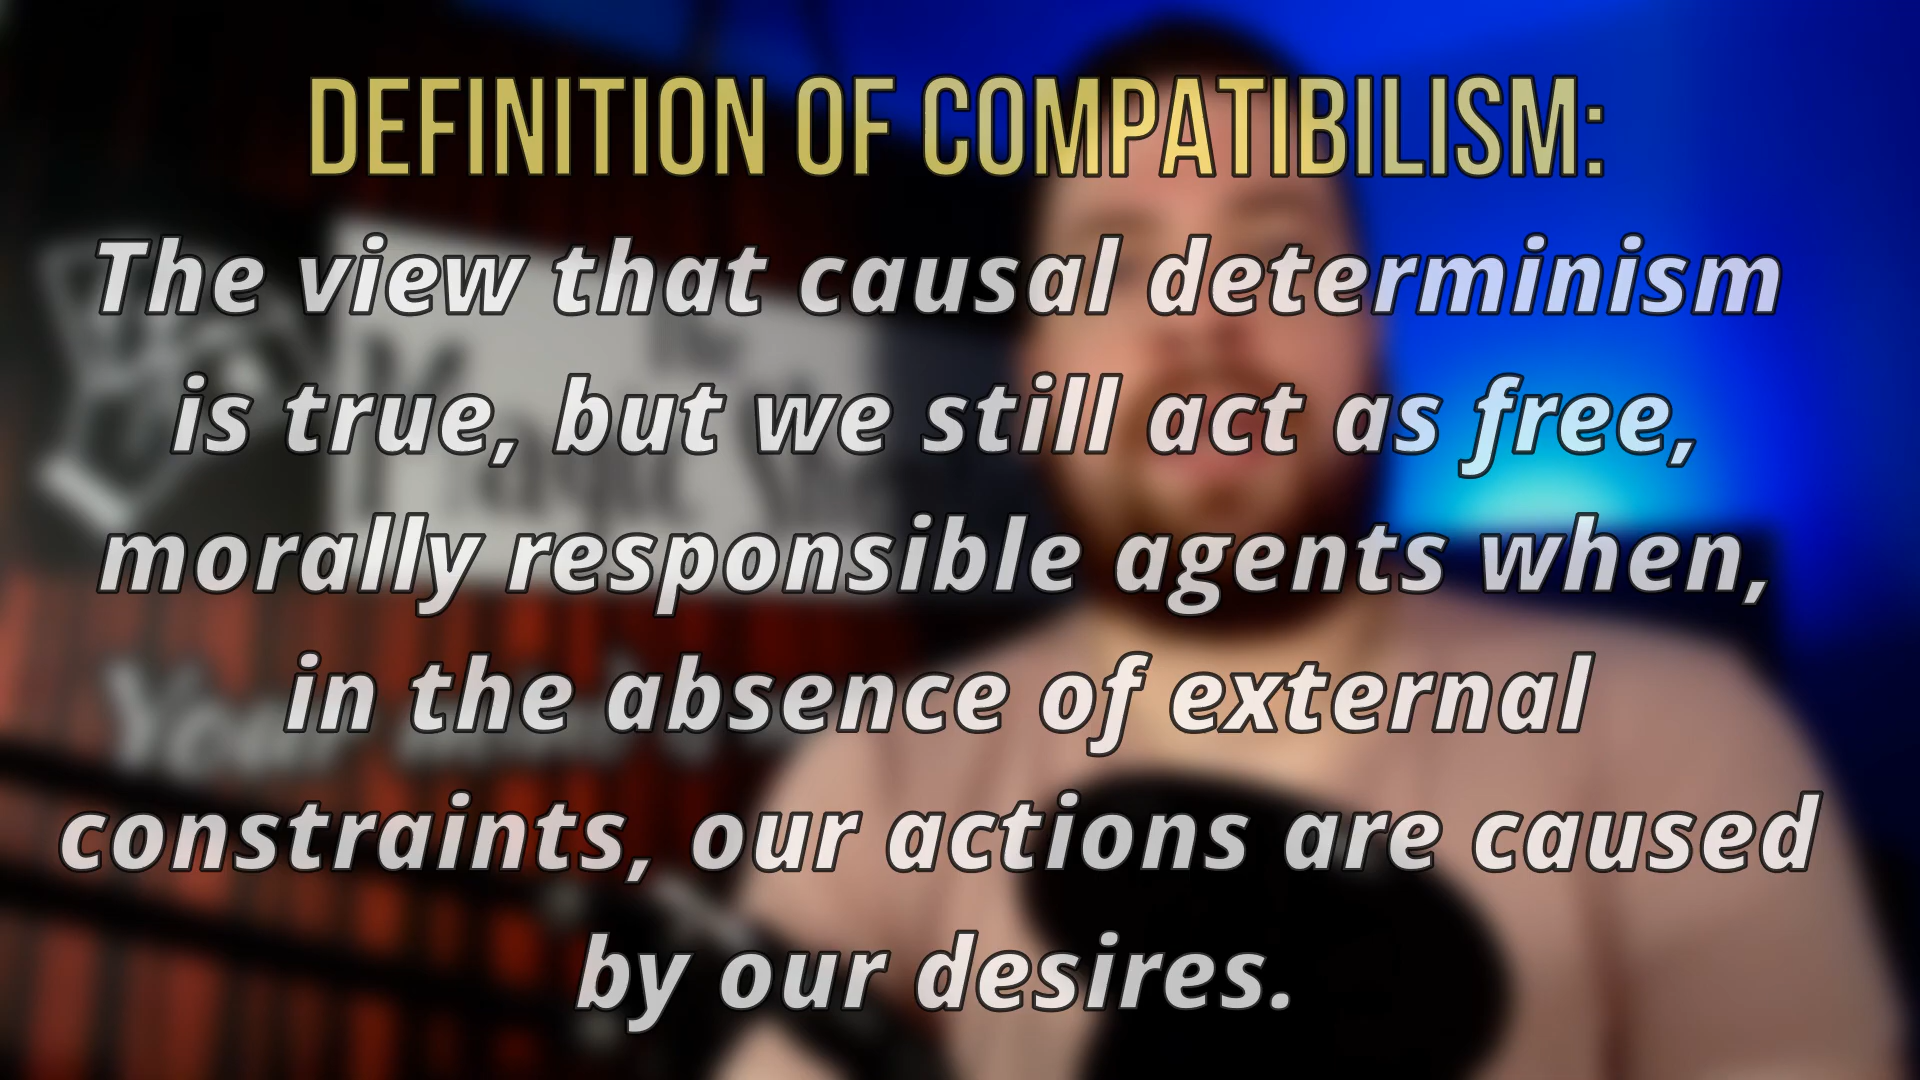 DEFINITION OF COMPATIBILISM:
The view that causal determinism
is true, but we still act as free,
morally responsible agents when,
in the absence of external
constraints, our actions are caused
by our desires.